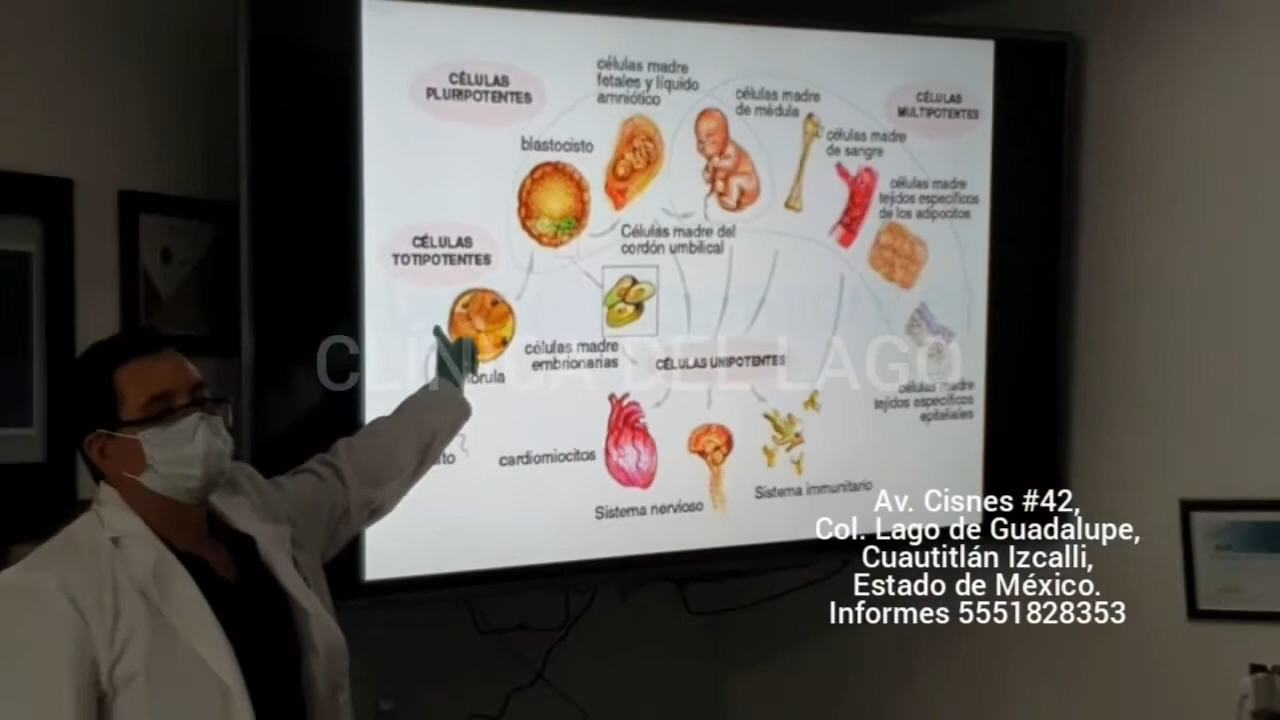 CÉLULAS
PLURIPOTENTES
células madre
fetales y líquido
amniótico
células madre
de médula
CÉLULAS
MULTIPOTENTES
blastocisto
células madre
de sangre
células madre
tejidos específicos
de los adipocitos
CÉLULAS
TOTIPOTENTES
Células madre del
cordón umbilical
células madre
embrionarias
CÉLULAS UNIPOTENTES
CLÍNICA DEL LAGO
células madre
tejidos específicos
epiteliales
cardiomiocitos
Sistema nervioso
Sistema inmunitario
Av. Cisnes #42,
Col. Lago de Guadalupe,
Cuautitlán Izcalli,
Estado de México.
Informes 5551828353